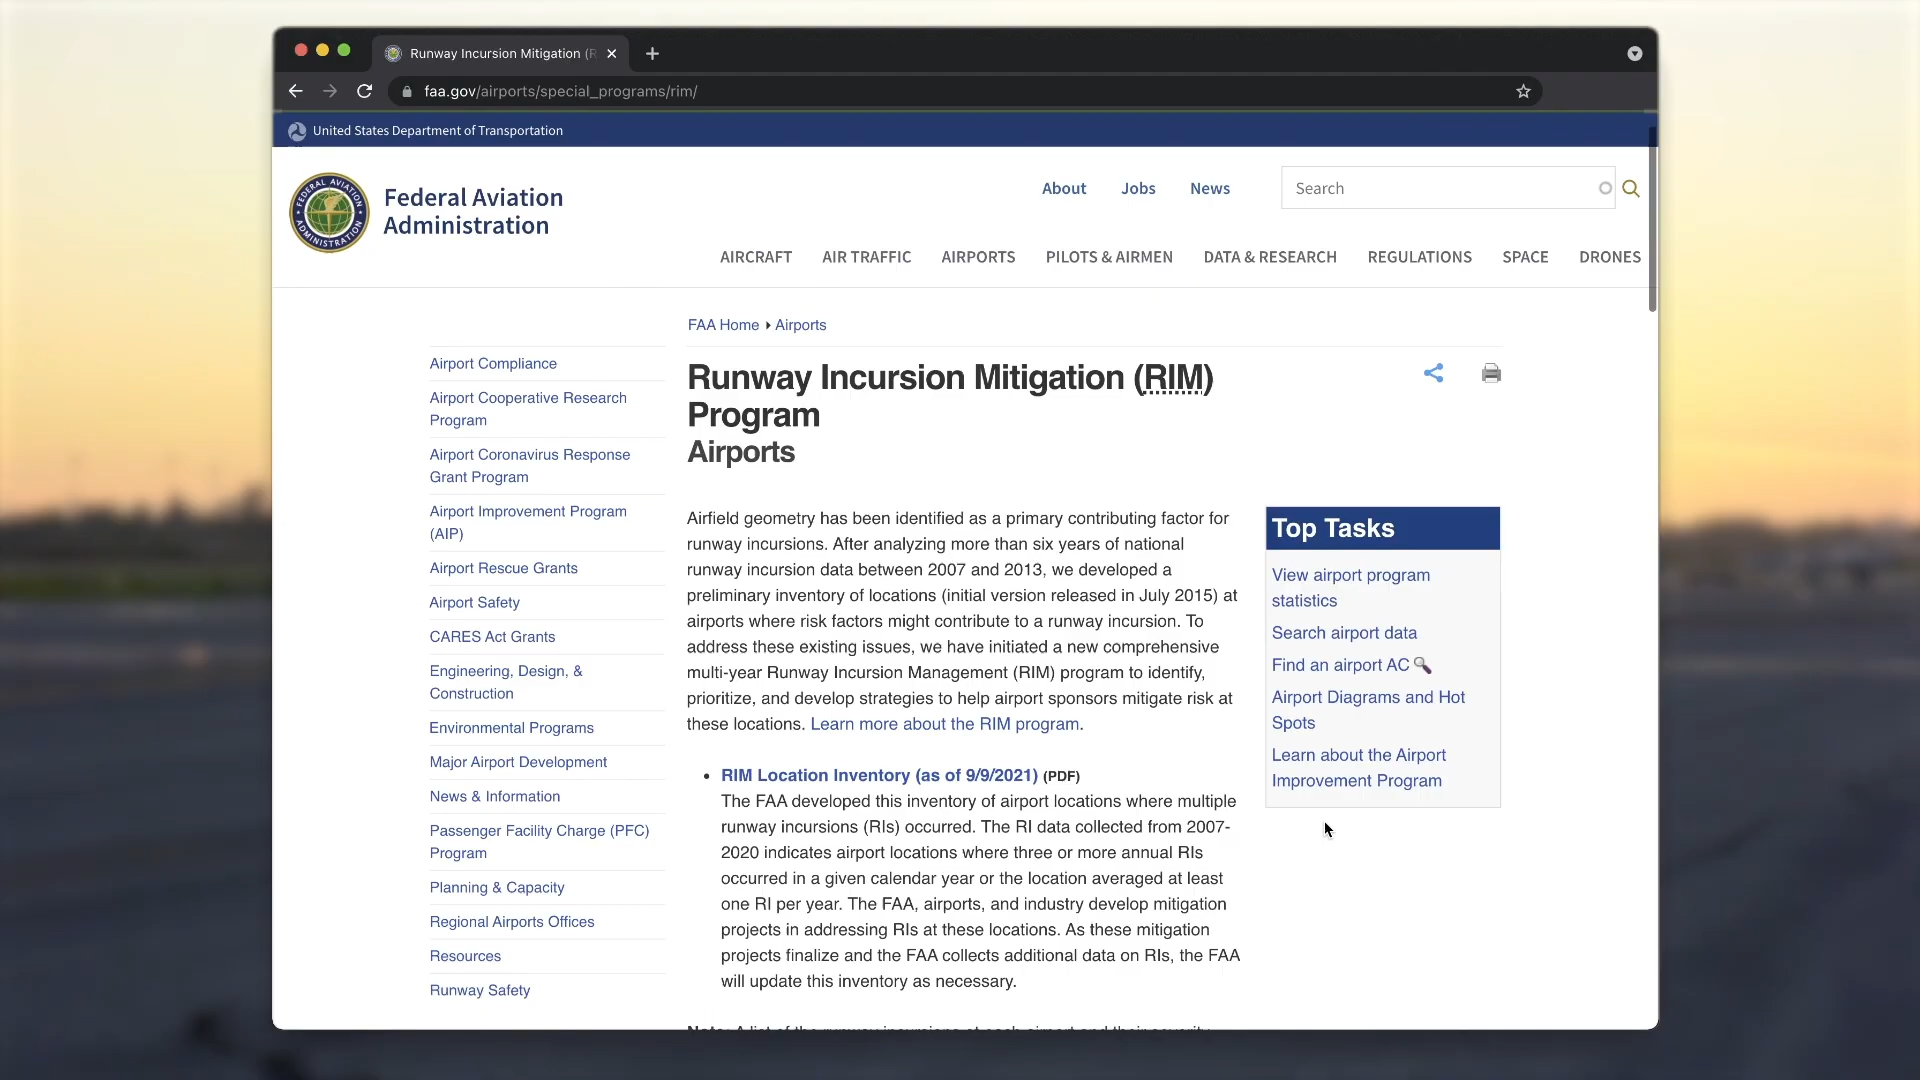 Runway Incursion Mitigation (R
faa.gov/airports/special_programs/rim/
United States Department of Transportation
FEDERAL AVIATION ADMINISTRATION
Federal Aviation
Administration
About Jobs News
Search
AIRCRAFT AIR TRAFFIC AIRPORTS PILOTS & AIRMEN DATA & RESEARCH REGULATIONS SPACE DRONES
FAA Home Airports
Airport Compliance
Airport Cooperative Research
Program
Airport Coronavirus Response
Grant Program
Airport Improvement Program
(AIP)
Airport Rescue Grants
Airport Safety
CARES Act Grants
Engineering, Design, &
Construction
Environmental Programs
Major Airport Development
News & Information
Passenger Facility Charge (PFC)
Program
Planning & Capacity
Regional Airports Offices
Resources
Runway Safety
Runway Incursion Mitigation (RIM)
Program
Airports
Airfield geometry has been identified as a primary contributing factor for
runway incursions. After analyzing more than six years of national
runway incursion data between 2007 and 2013, we developed a
preliminary inventory of locations (initial version released in July 2015) at
airports where risk factors might contribute to a runway incursion. To
address these existing issues, we have initiated a new comprehensive
multi-year Runway Incursion Management (RIM) program to identify,
prioritize, and develop strategies to help airport sponsors mitigate risk at
these locations. Learn more about the RIM program.
• RIM Location Inventory (as of 9/9/2021) (PDF)
The FAA developed this inventory of airport locations where multiple
runway incursions (RIs) occurred. The RI data collected from 2007-
2020 indicates airport locations where three or more annual RIs
occurred in a given calendar year or the location averaged at least
one RI per year. The FAA, airports, and industry develop mitigation
projects in addressing RIs at these locations. As these mitigation
projects finalize and the FAA collects additional data on RIs, the FAA
will update this inventory as necessary.
Note: A list of the runway incursions at each airport and their severity
Top Tasks
View airport program
statistics
Search airport data
Find an airport AC
Airport Diagrams and Hot
Spots
Learn about the Airport
Improvement Program